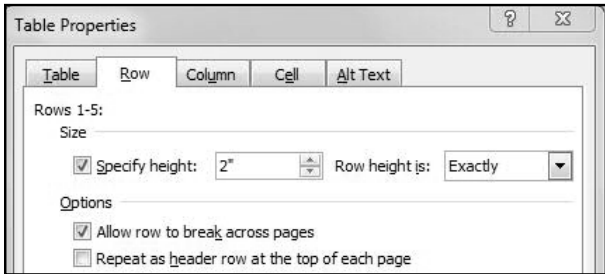 Table Properties ?
Table Row Column Cell Alt Text
Rows 1-5:
Size
Specify height: 2" Row height is: Exactly
Options
Allow row to break across pages
Repeat as header row at the top of each page